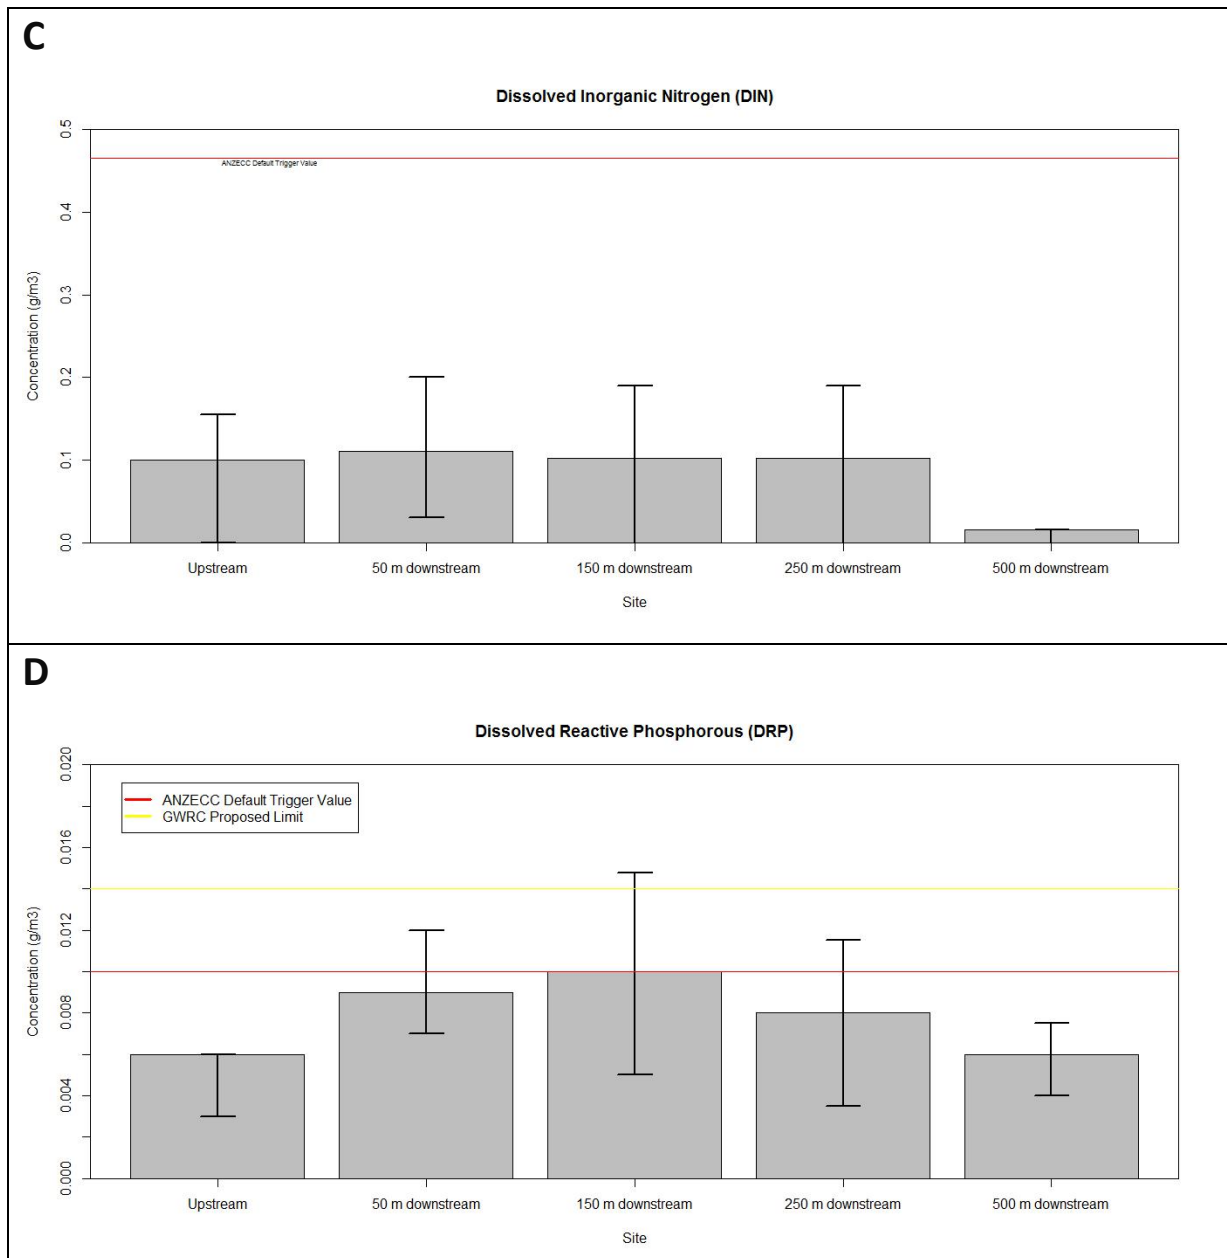 C
Dissolved Inorganic Nitrogen (DIN)
0.5
0.4
0.3
0.2
0.1
0.0
Concentration (g/m3)
ANZECC Default Trigger Value
Upstream 50 m downstream 150 m downstream 250 m downstream 500 m downstream
Site
D
Dissolved Reactive Phosphorous (DRP)
0.020
0.016
0.012
0.008
0.004
0.000
Concentration (g/m3)
ANZECC Default Trigger Value
GWRC Proposed Limit
Upstream 50 m downstream 150 m downstream 250 m downstream 500 m downstream
Site